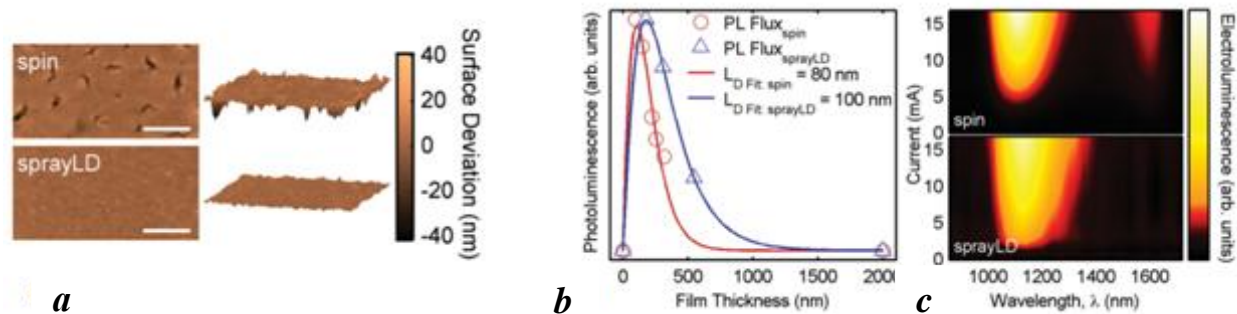 spin
sprayLD
40
20
0
-20
-40
Surface Deviation (nm)
a
Photoluminescence (arb. units)
PL Flux_spin
PL Flux_sprayLD
L_D Fit: spin = 80 nm
L_D Fit: sprayLD = 100 nm
0 500 1000 1500 2000
Film Thickness (nm)
b
Current (mA)
15
10
5
0
spin
15
10
5
0
sprayLD
1000 1200 1400 1600
Wavelength, λ (nm)
Electroluminescence (arb. units)
c